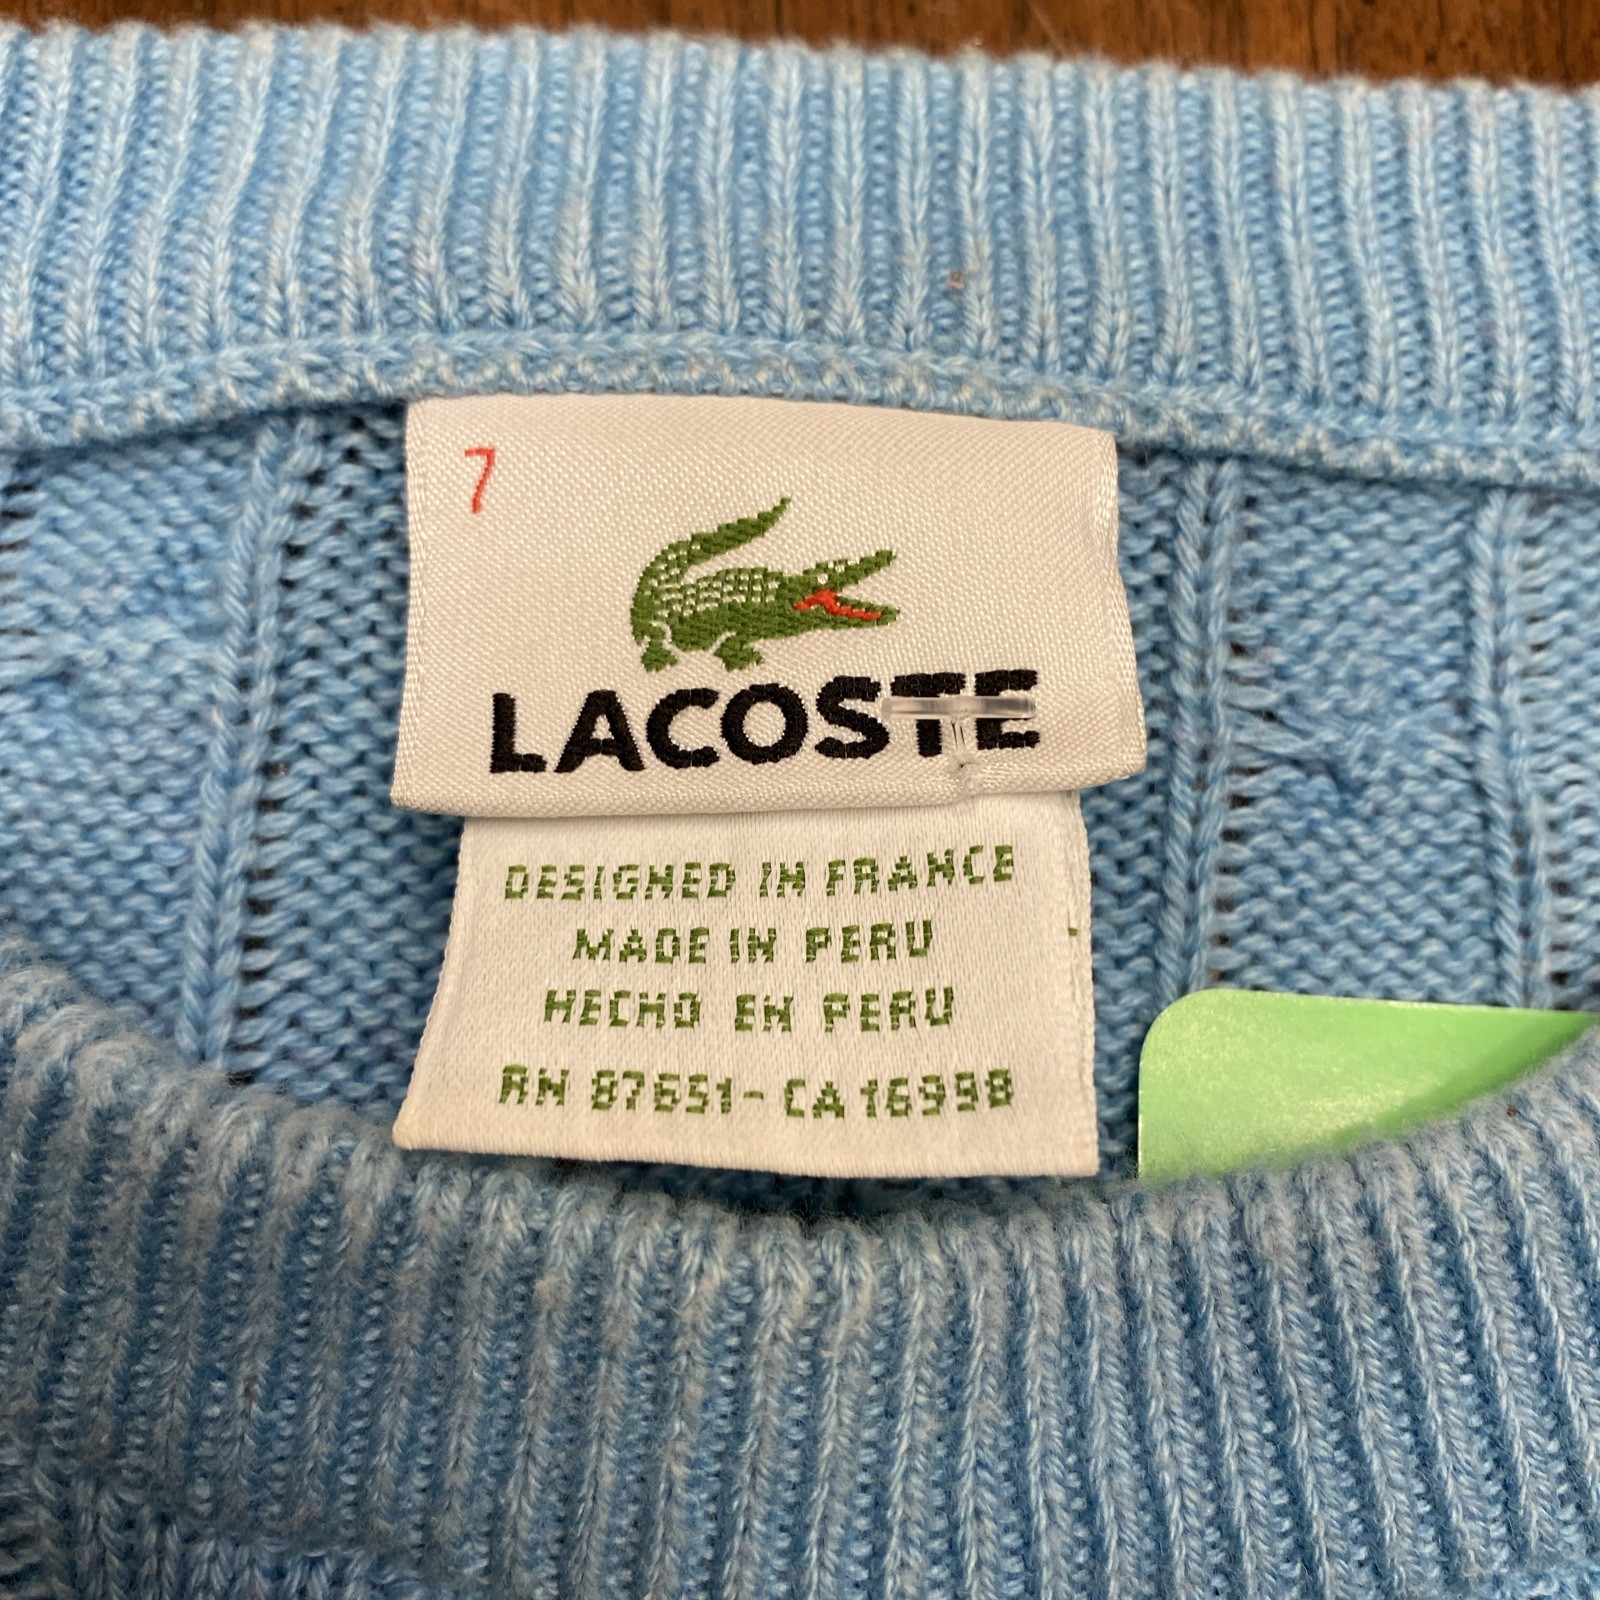 7
LACOSTE
DESIGNED IN FRANCE
MADE IN PERU
HECHO EN PERU
RN 87651 - CA 16998